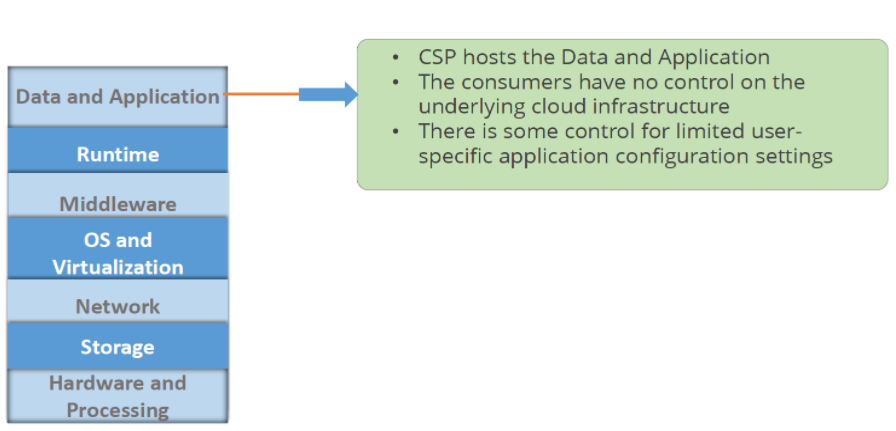 Data and Application
Runtime
Middleware
OS and
Virtualization
Network
Storage
Hardware and
Processing
• CSP hosts the Data and Application
• The consumers have no control on the
underlying cloud infrastructure
• There is some control for limited user-
specific application configuration settings